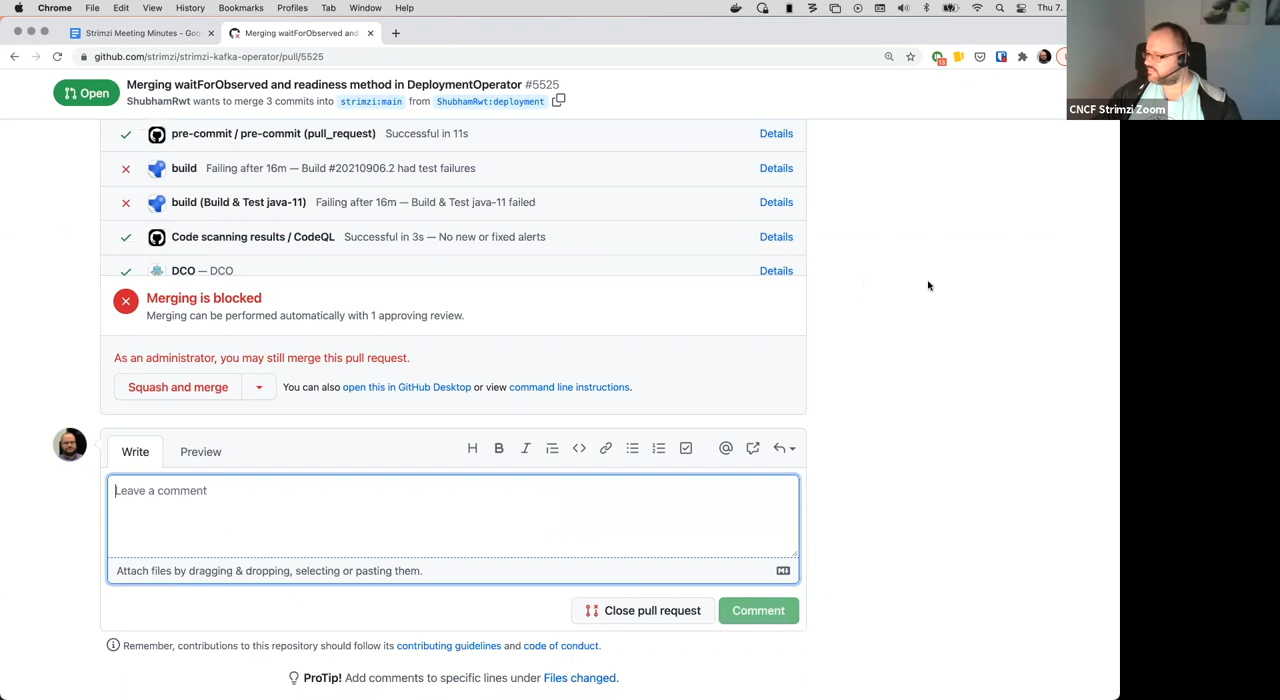 Chrome File Edit View History Bookmarks Profiles Tab Window Help Thu 7.
Strimzi Meeting Minutes - Goo
Merging waitForObserved and
github.com/strimzi/strimzi-kafka-operator/pull/5525
13
CNCF Strimzi Zoom
Open
Merging waitForObserved and readiness method in DeploymentOperator #5525
ShubhamRwt wants to merge 3 commits into strimzi:main from ShubhamRwt:deployment
pre-commit / pre-commit (pull_request) Successful in 11s Details
build Failing after 16m — Build #20210906.2 had test failures Details
build (Build & Test java-11) Failing after 16m — Build & Test java-11 failed Details
Code scanning results / CodeQL Successful in 3s — No new or fixed alerts Details
DCO — DCO Details
Merging is blocked
Merging can be performed automatically with 1 approving review.
As an administrator, you may still merge this pull request.
Squash and merge You can also open this in GitHub Desktop or view command line instructions.
Write Preview
Leave a comment
Attach files by dragging & dropping, selecting or pasting them.
Close pull request Comment
Remember, contributions to this repository should follow its contributing guidelines and code of conduct.
ProTip! Add comments to specific lines under Files changed.